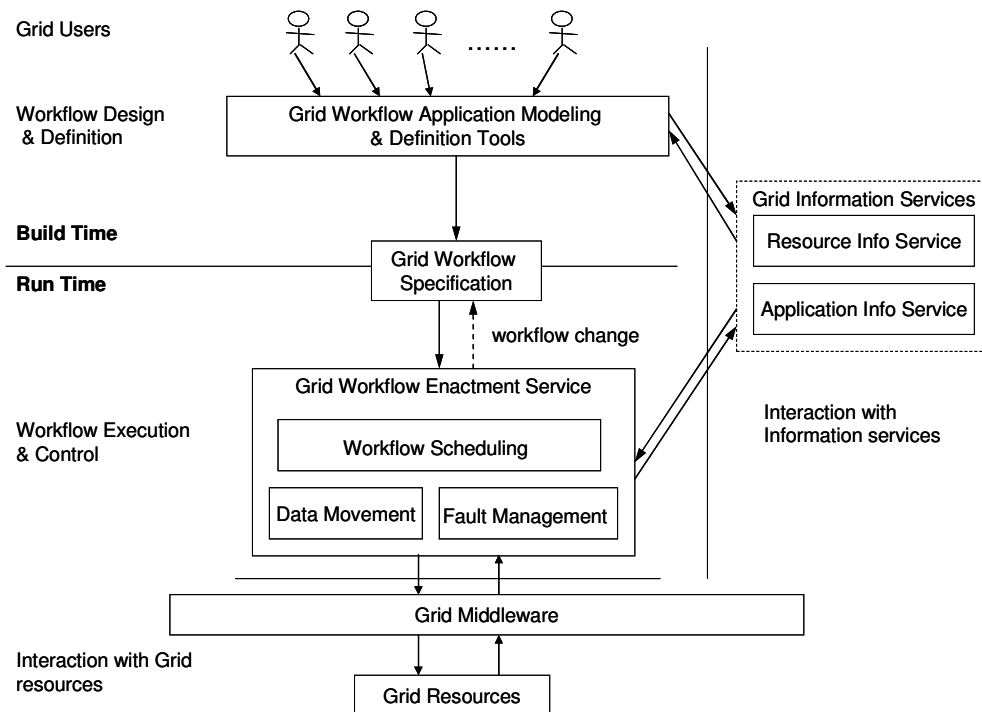 Grid Users
......
Workflow Design
& Definition
Grid Workflow Application Modeling
& Definition Tools
Grid Information Services
Resource Info Service
Application Info Service
Build Time
Run Time
Grid Workflow
Specification
workflow change
Grid Workflow Enactment Service
Workflow Scheduling
Data Movement
Fault Management
Workflow Execution
& Control
Interaction with
Information services
Grid Middleware
Interaction with Grid
resources
Grid Resources